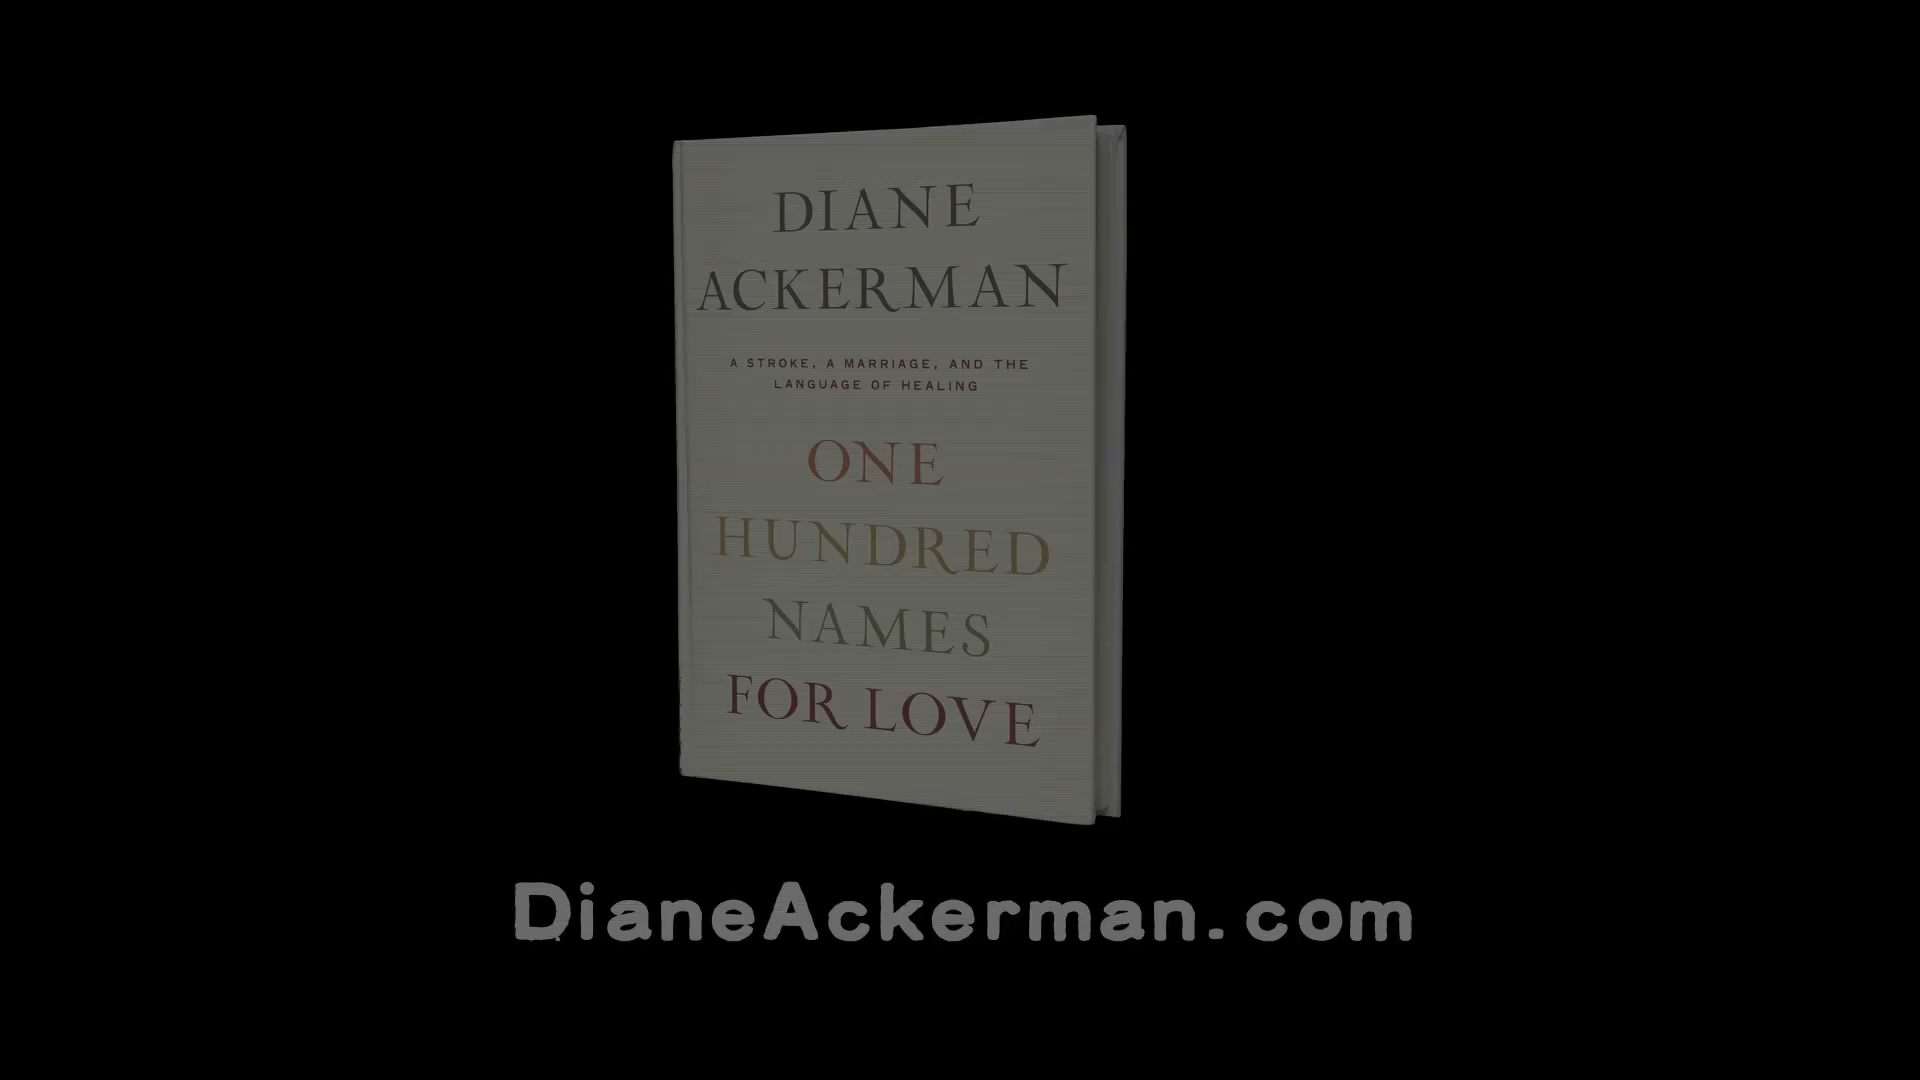 DIANE
ACKERMAN
A STROKE, A MARRIAGE, AND THE
LANGUAGE OF HEALING
ONE
HUNDRED
NAMES
FOR LOVE
DianeAckerman.com